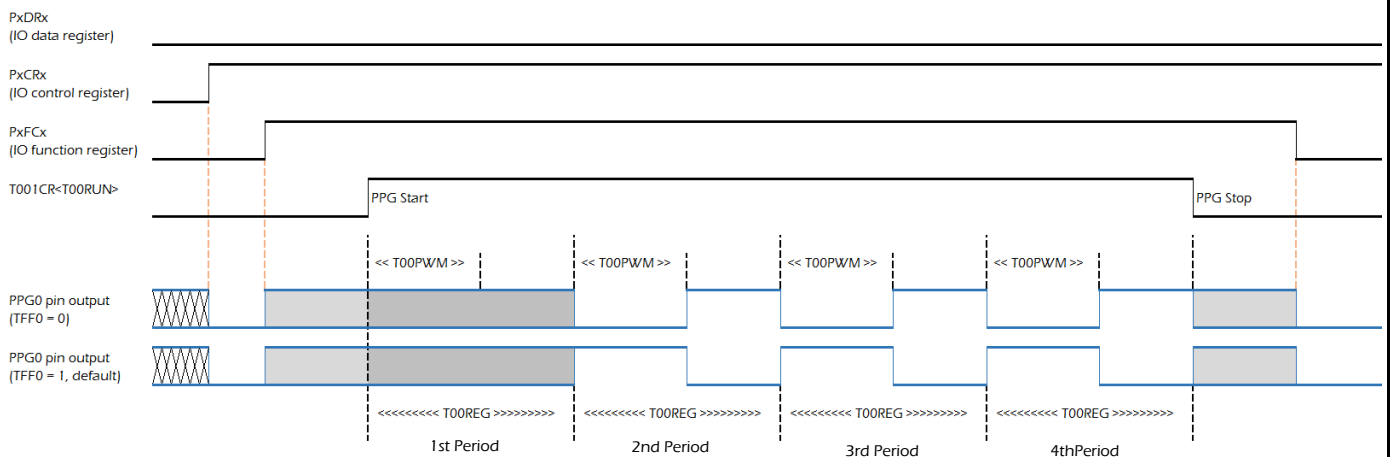 PxDRx
(IO data register)
PxCRx
(IO control register)
PxFCx
(IO function register)
T001CR<T00RUN>
PPG Start
PPG Stop
<< T00PWM >>
<< T00PWM >>
<< T00PWM >>
<< T00PWM >>
PPG0 pin output
(TFF0 = 0)
PPG0 pin output
(TFF0 = 1, default)
<<<<<<<<< T00REG >>>>>>>>>
<<<<<<<<< T00REG >>>>>>>>>
<<<<<<<<< T00REG >>>>>>>>>
<<<<<<<<< T00REG >>>>>>>>>
1st Period
2nd Period
3rd Period
4thPeriod